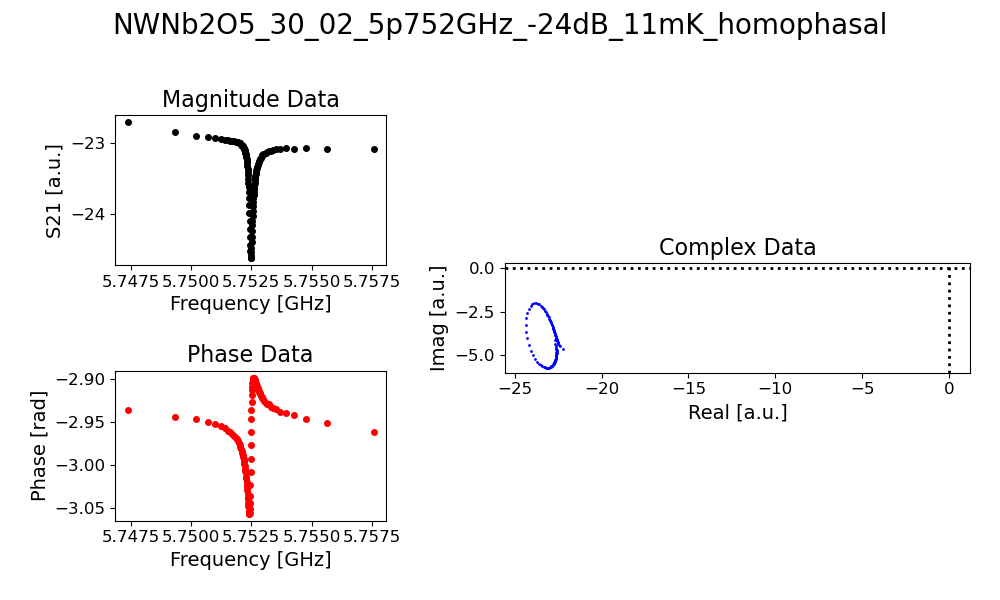 NWNb2O5_30_02_5p752GHz_-24dB_11mK_homophasal
Magnitude Data
S21 [a.u.]
−23
−24
5.7475 5.7500 5.7525 5.7550 5.7575
Frequency [GHz]
Phase Data
Phase [rad]
−2.90
−2.95
−3.00
−3.05
5.7475 5.7500 5.7525 5.7550 5.7575
Frequency [GHz]
Complex Data
Imag [a.u.]
0.0
−2.5
−5.0
−25 −20 −15 −10 −5 0
Real [a.u.]